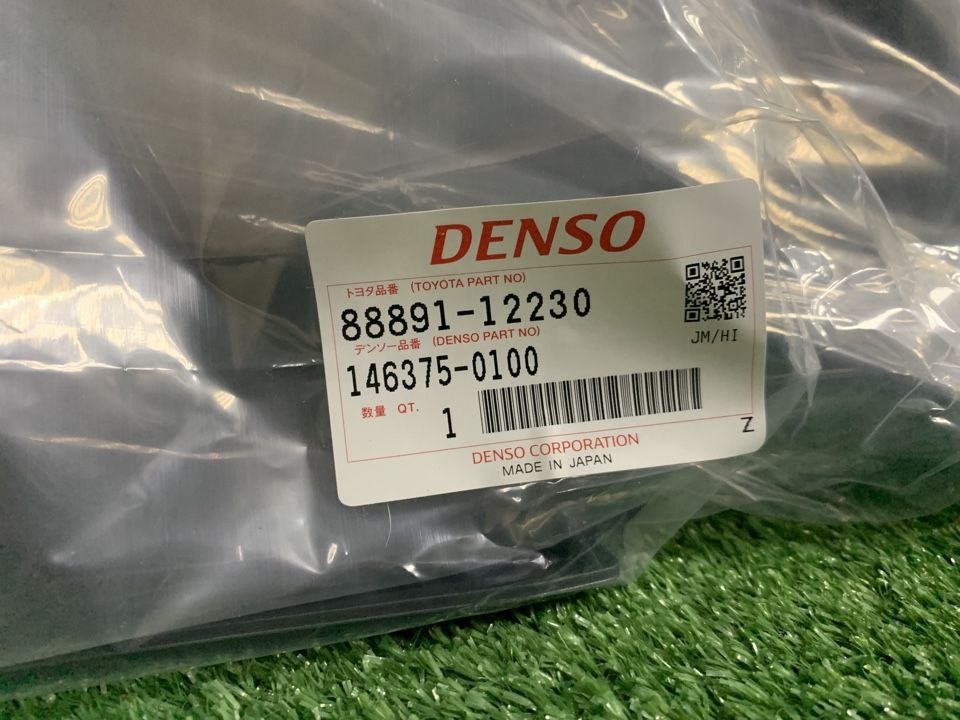 DENSO
トヨタ品番 (TOYOTA PART NO)
88891-12230
JM/HI
デンソー品番 (DENSO PART NO)
146375-0100
数量 QT. 1
Z
DENSO CORPORATION
MADE IN JAPAN